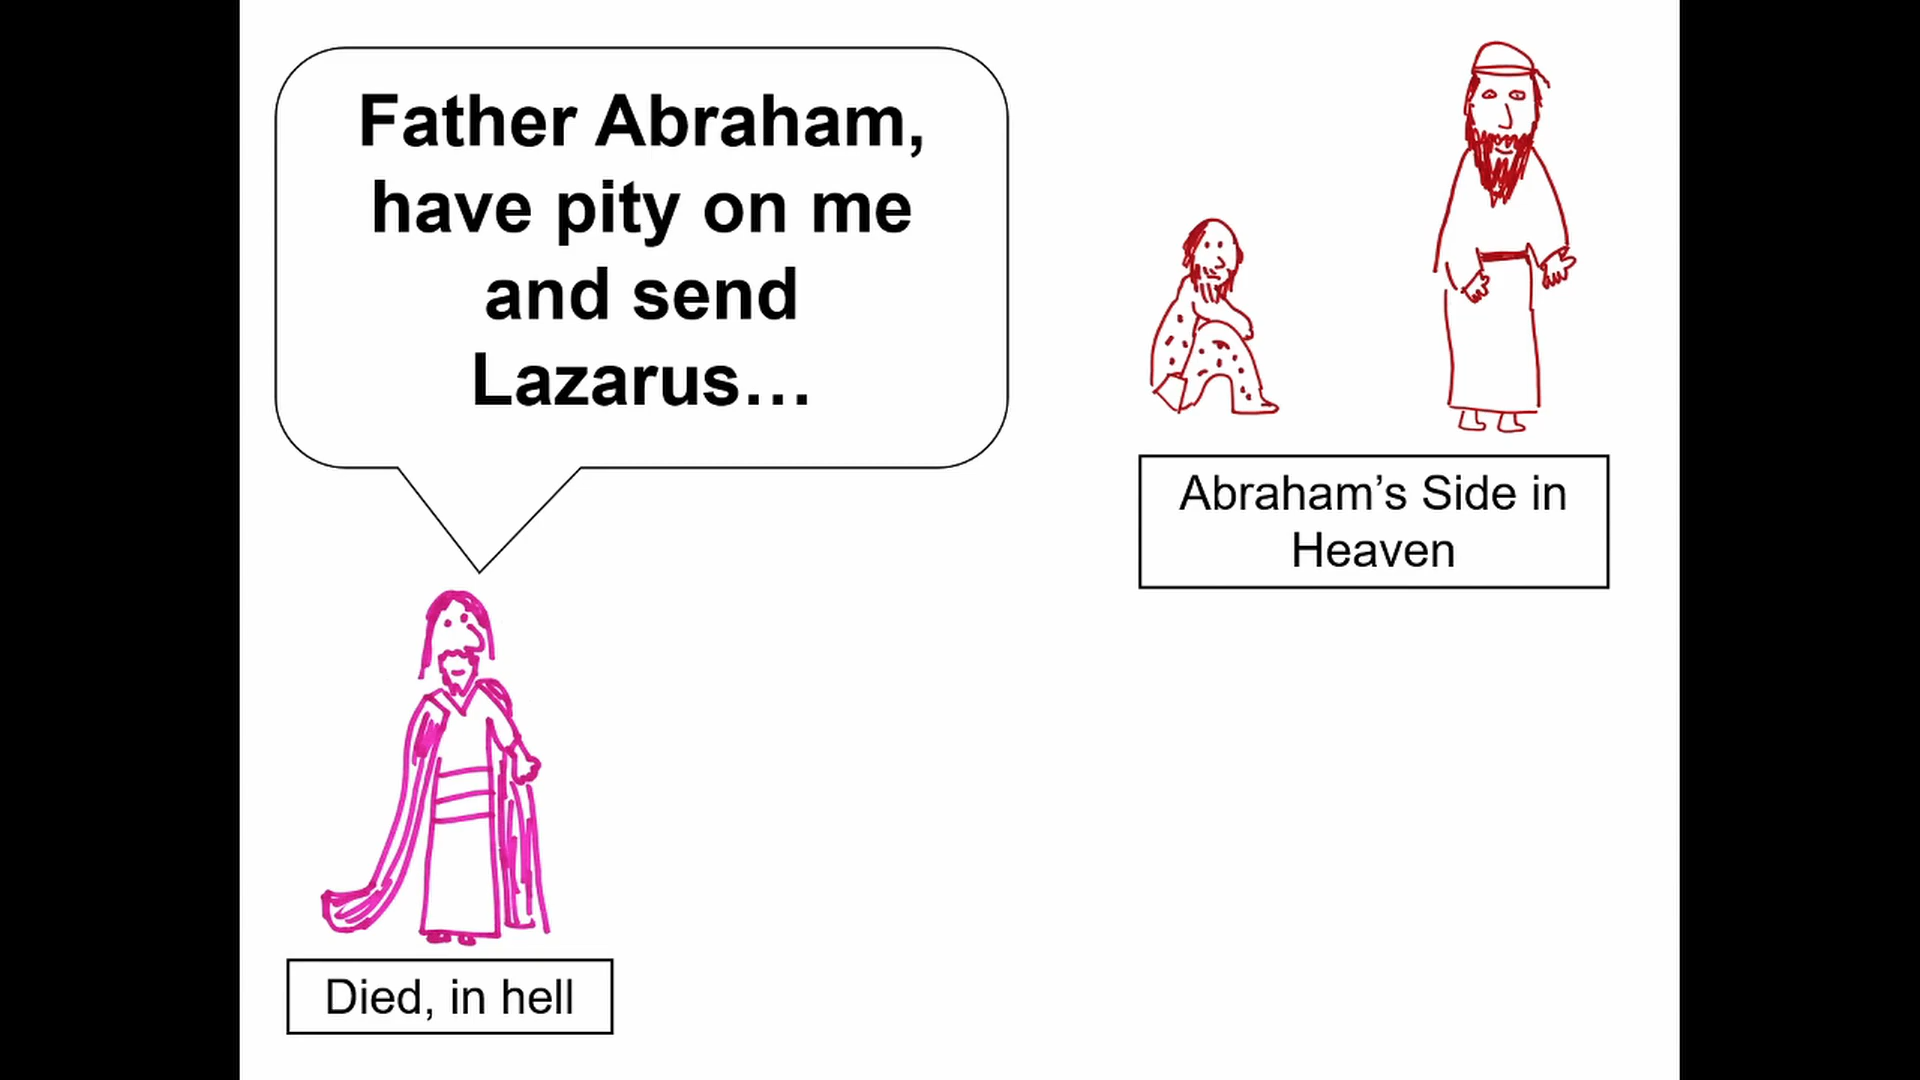 Father Abraham,
have pity on me
and send
Lazarus…
Abraham’s Side in
Heaven
Died, in hell